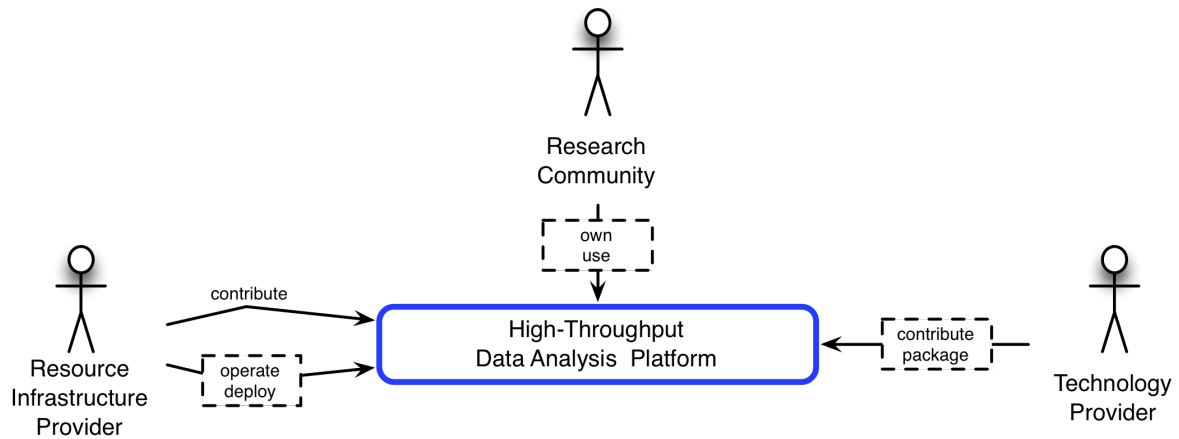 Research
Community
own
use
contribute
High-Throughput
Data Analysis Platform
contribute
package
operate
deploy
Resource
Infrastructure
Provider
Technology
Provider